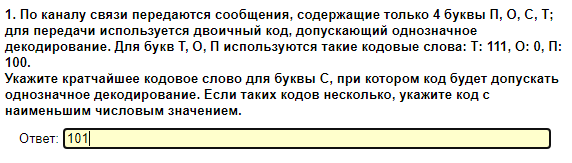 1. По каналу связи передаются сообщения, содержащие только 4 буквы П, О, С, Т;
для передачи используется двоичный код, допускающий однозначное
декодирование. Для букв Т, О, П используются такие кодовые слова: Т: 111, О: 0, П:
100.
Укажите кратчайшее кодовое слово для буквы С, при котором код будет допускать
однозначное декодирование. Если таких кодов несколько, укажите код с
наименьшим числовым значением.
Ответ: 101